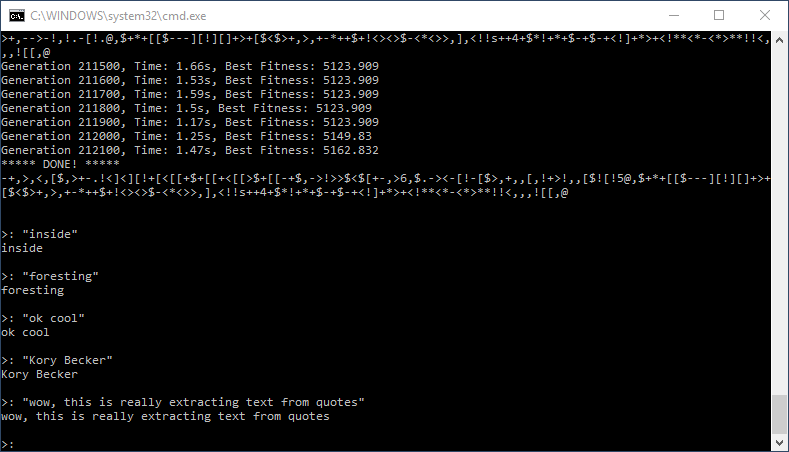 C:\WINDOWS\system32\cmd.exe
>+,-->-!,!.-[!.@,$+*+[[$---][!][]+>+[$<$>+,>,+-*++$+!<><>$-<*<>>,],<!!s++4+$*!+*+$-+$-+<!]+*>+<!**<*-<*>**!!<,
,,![[,@
Generation 211500, Time: 1.66s, Best Fitness: 5123.909
Generation 211600, Time: 1.53s, Best Fitness: 5123.909
Generation 211700, Time: 1.59s, Best Fitness: 5123.909
Generation 211800, Time: 1.5s, Best Fitness: 5123.909
Generation 211900, Time: 1.17s, Best Fitness: 5123.909
Generation 212000, Time: 1.25s, Best Fitness: 5149.83
Generation 212100, Time: 1.47s, Best Fitness: 5162.832
***** DONE! *****
-+,>,<,[$,>+-.!<]<][!+[<[[+$+[[+<[[>$+[[-+$,->!>>$<$[+-,>6,$.-><-[!-[$>,+,,[,!+>!,,[$![!5@,$+*+[[$---][!][]+>+
[$<$>+,>,+-*++$+!<><>$-<*<>>,],<!!s++4+$*!+*+$-+$-+<!]+*>+<!**<*-<*>**!!<,,,![[,@
>: "inside"
inside
>: "foresting"
foresting
>: "ok cool"
ok cool
>: "Kory Becker"
Kory Becker
>: "wow, this is really extracting text from quotes"
wow, this is really extracting text from quotes
>: